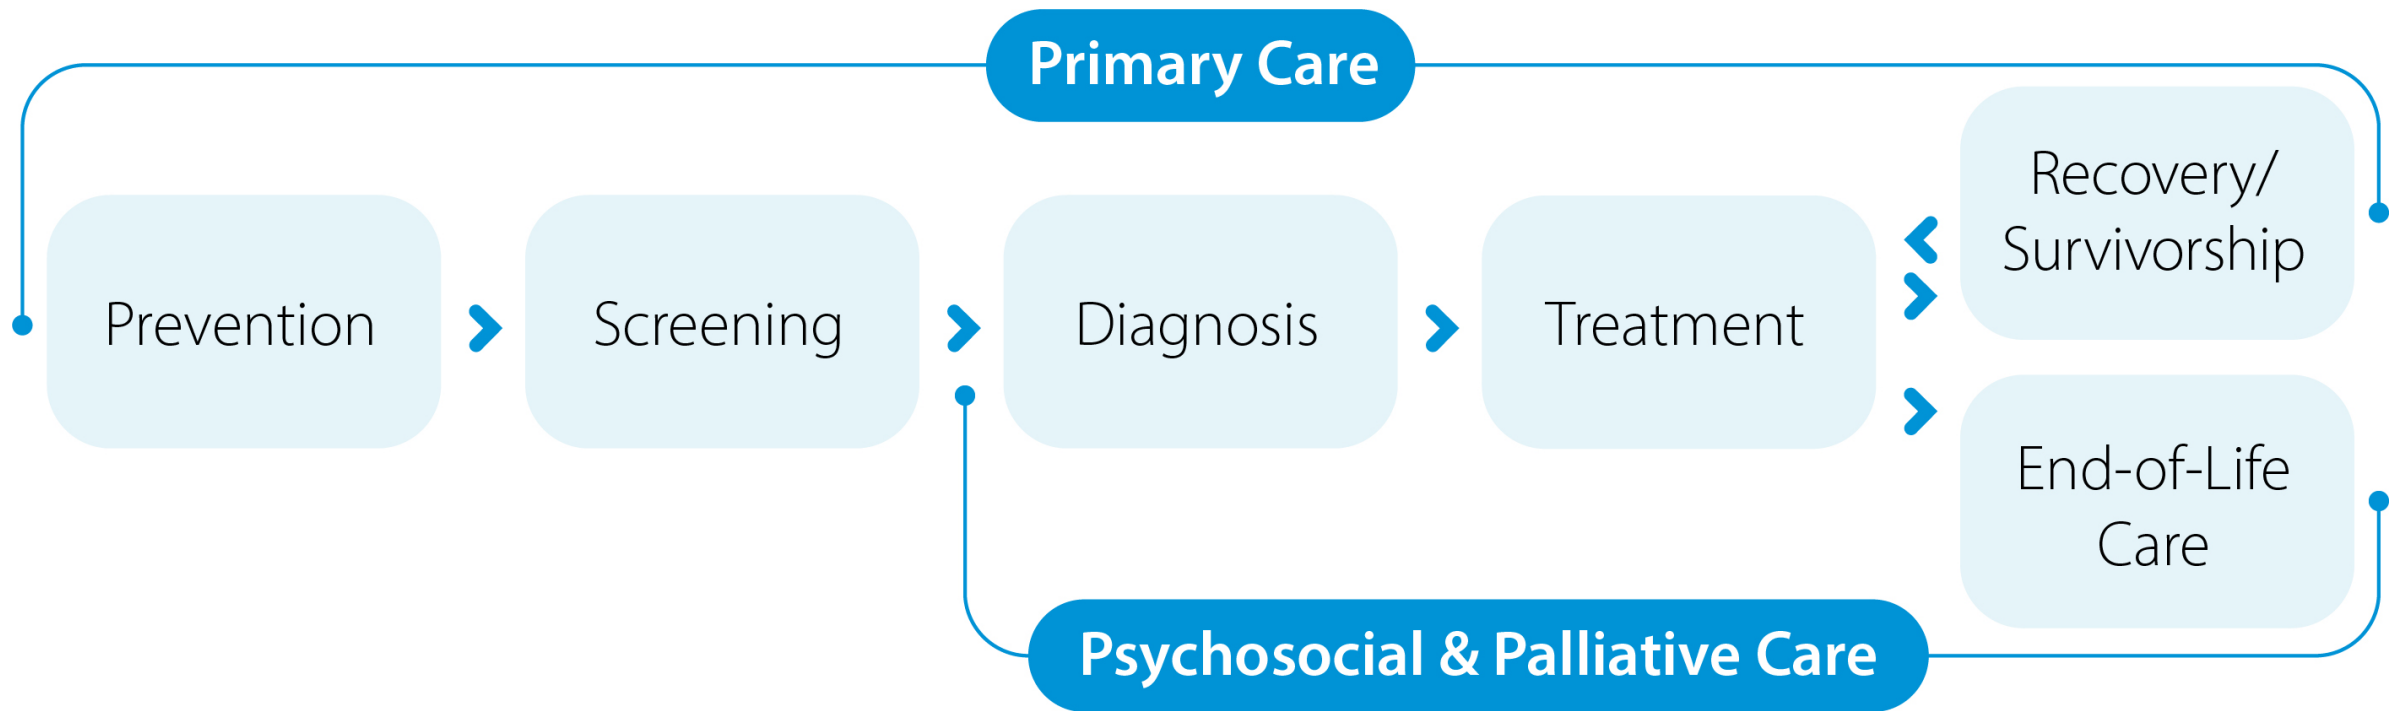 Primary Care
Prevention
Screening
Diagnosis
Treatment
Recovery/
Survivorship
End-of-Life
Care
Psychosocial & Palliative Care